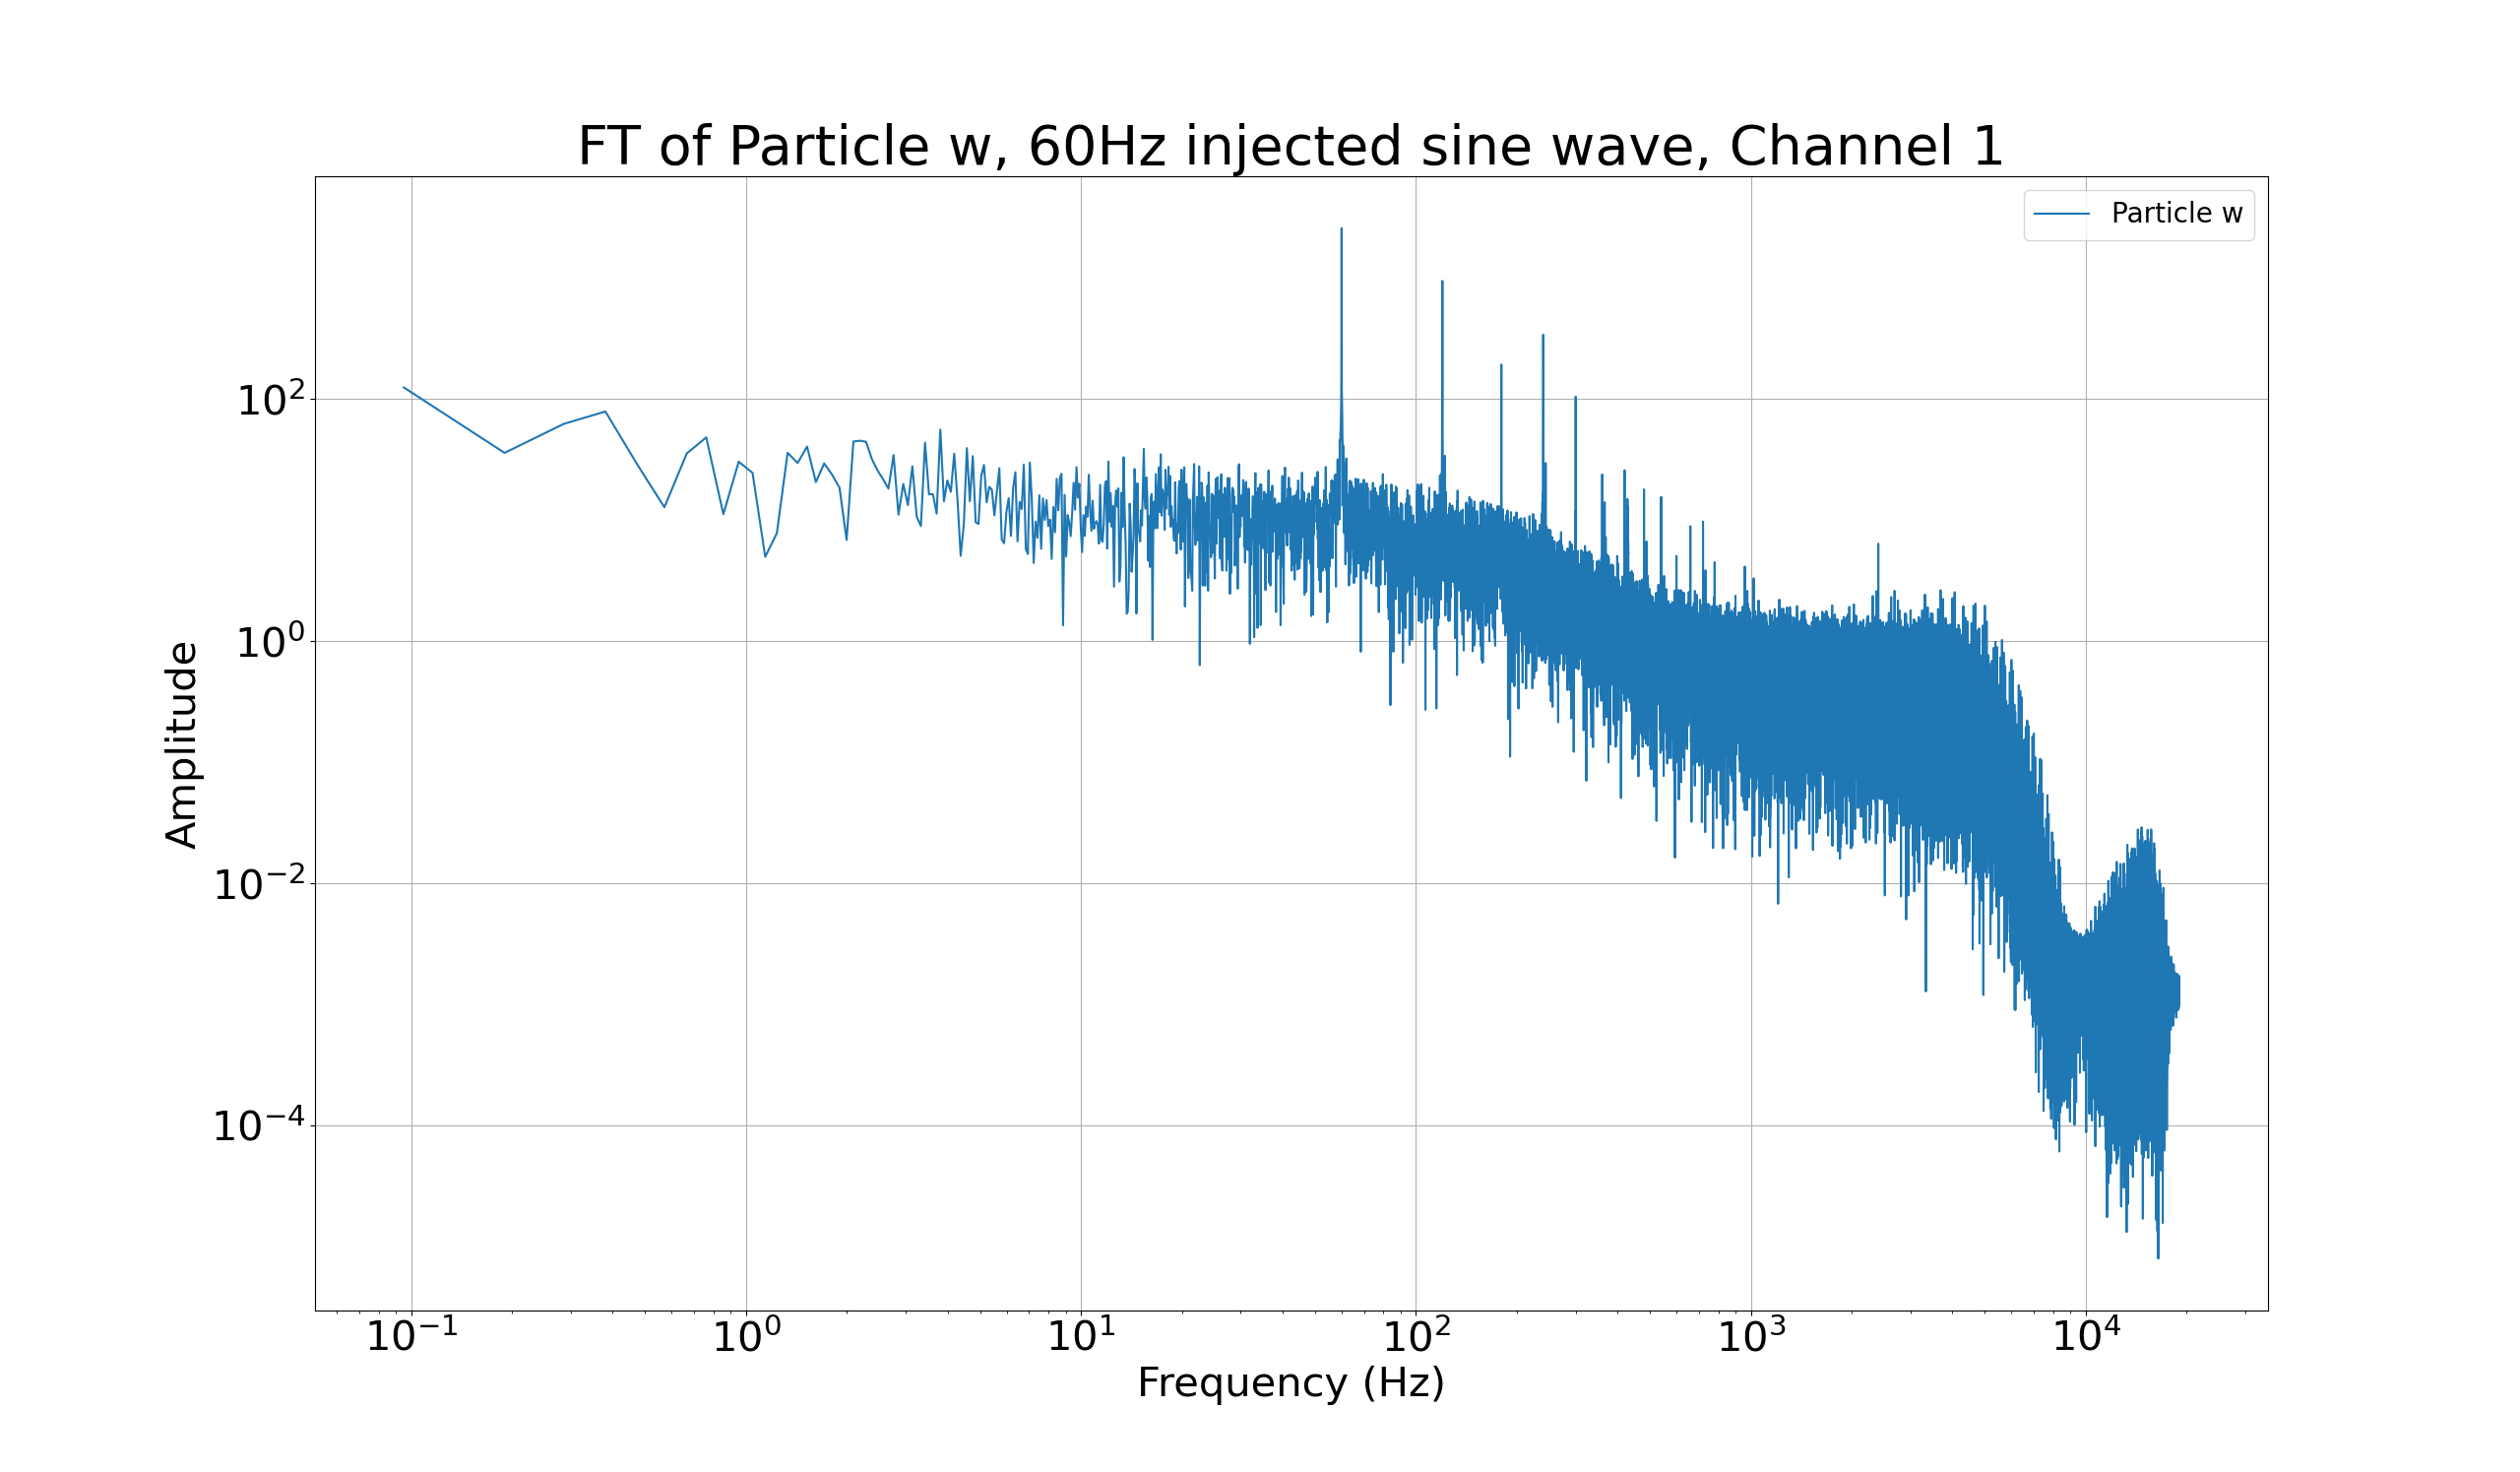 FT of Particle w, 60Hz injected sine wave, Channel 1
Particle w
Amplitude
10²
10⁰
10⁻²
10⁻⁴
10⁻¹ 10⁰ 10¹ 10² 10³ 10⁴
Frequency (Hz)